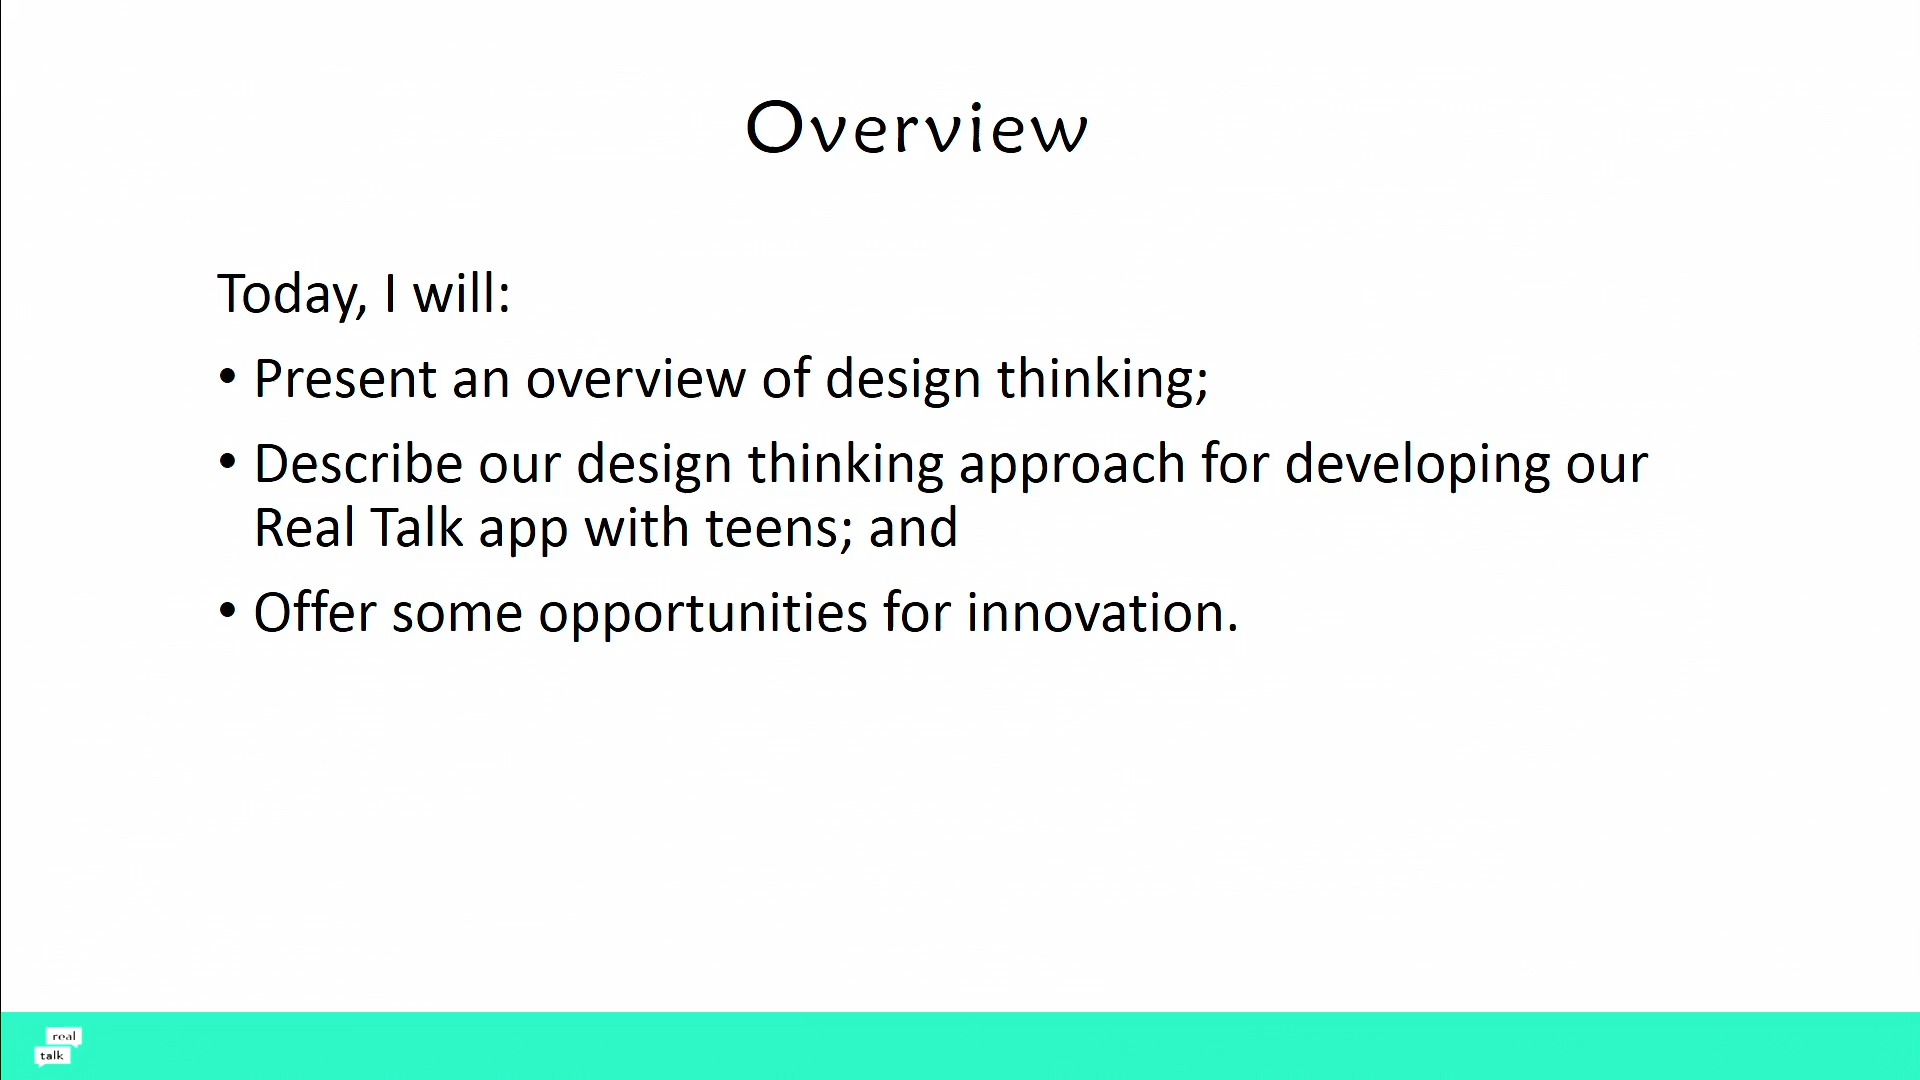 Overview
Today, I will:
• Present an overview of design thinking;
• Describe our design thinking approach for developing our
Real Talk app with teens; and
• Offer some opportunities for innovation.
real
talk